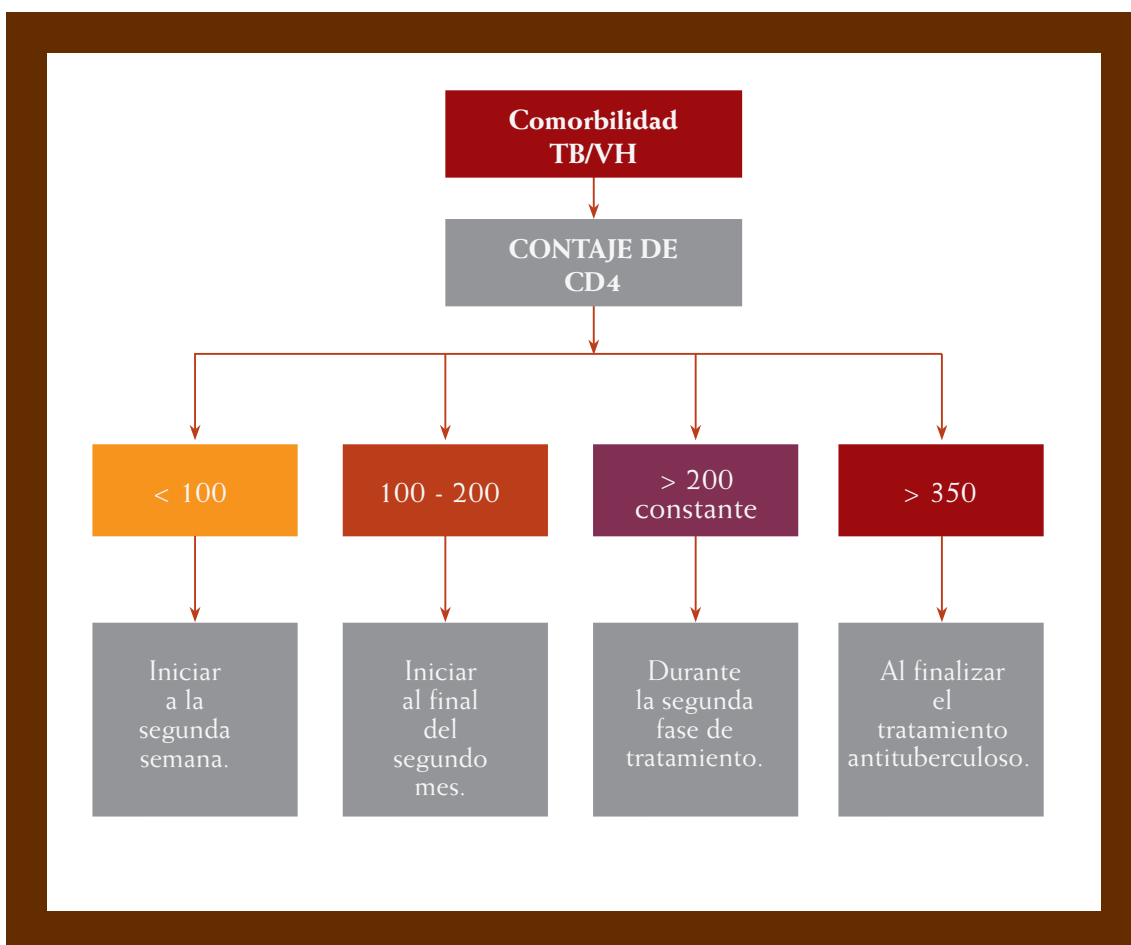 Comorbilidad
TB/VH
CONTAJE DE
CD4
< 100
100 - 200
> 200
constante
> 350
Iniciar
a la
segunda
semana.
Iniciar
al final
del
segundo
mes.
Durante
la segunda
fase de
tratamiento.
Al finalizar
el
tratamiento
antituberculoso.